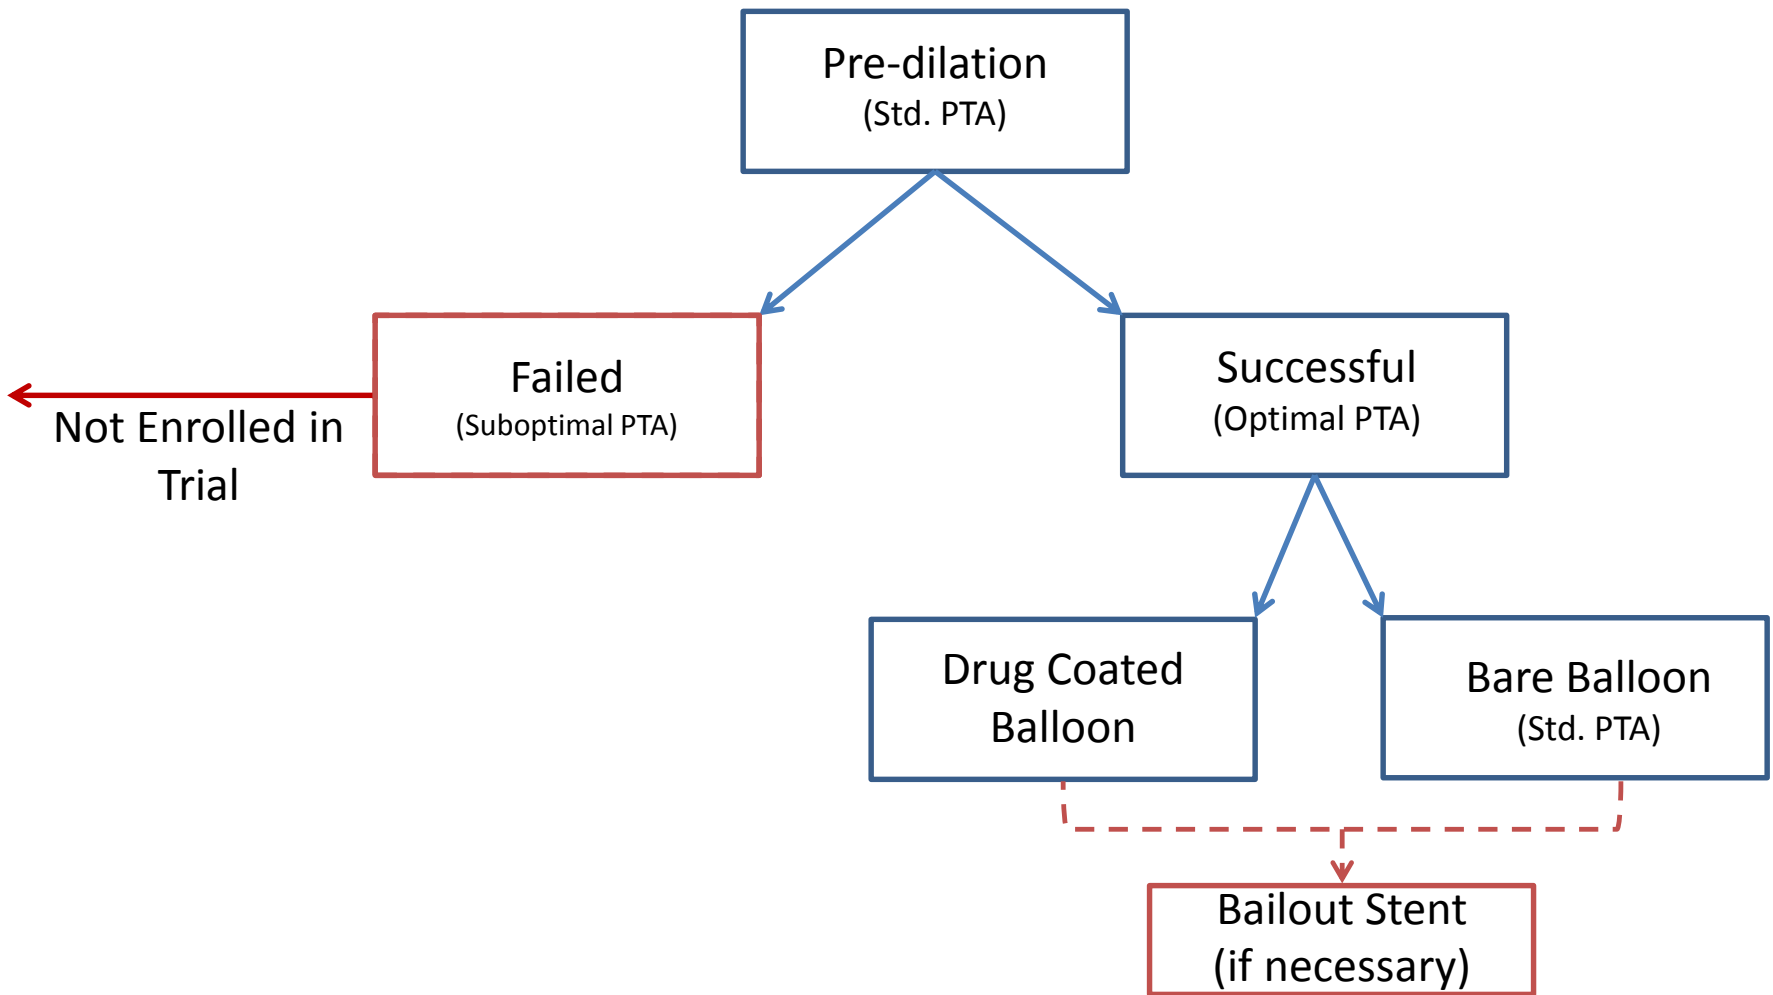 Pre-dilation
(Std. PTA)
Failed
(Suboptimal PTA)
Successful
(Optimal PTA)
Not Enrolled in
Trial
Drug Coated
Balloon
Bare Balloon
(Std. PTA)
Bailout Stent
(if necessary)